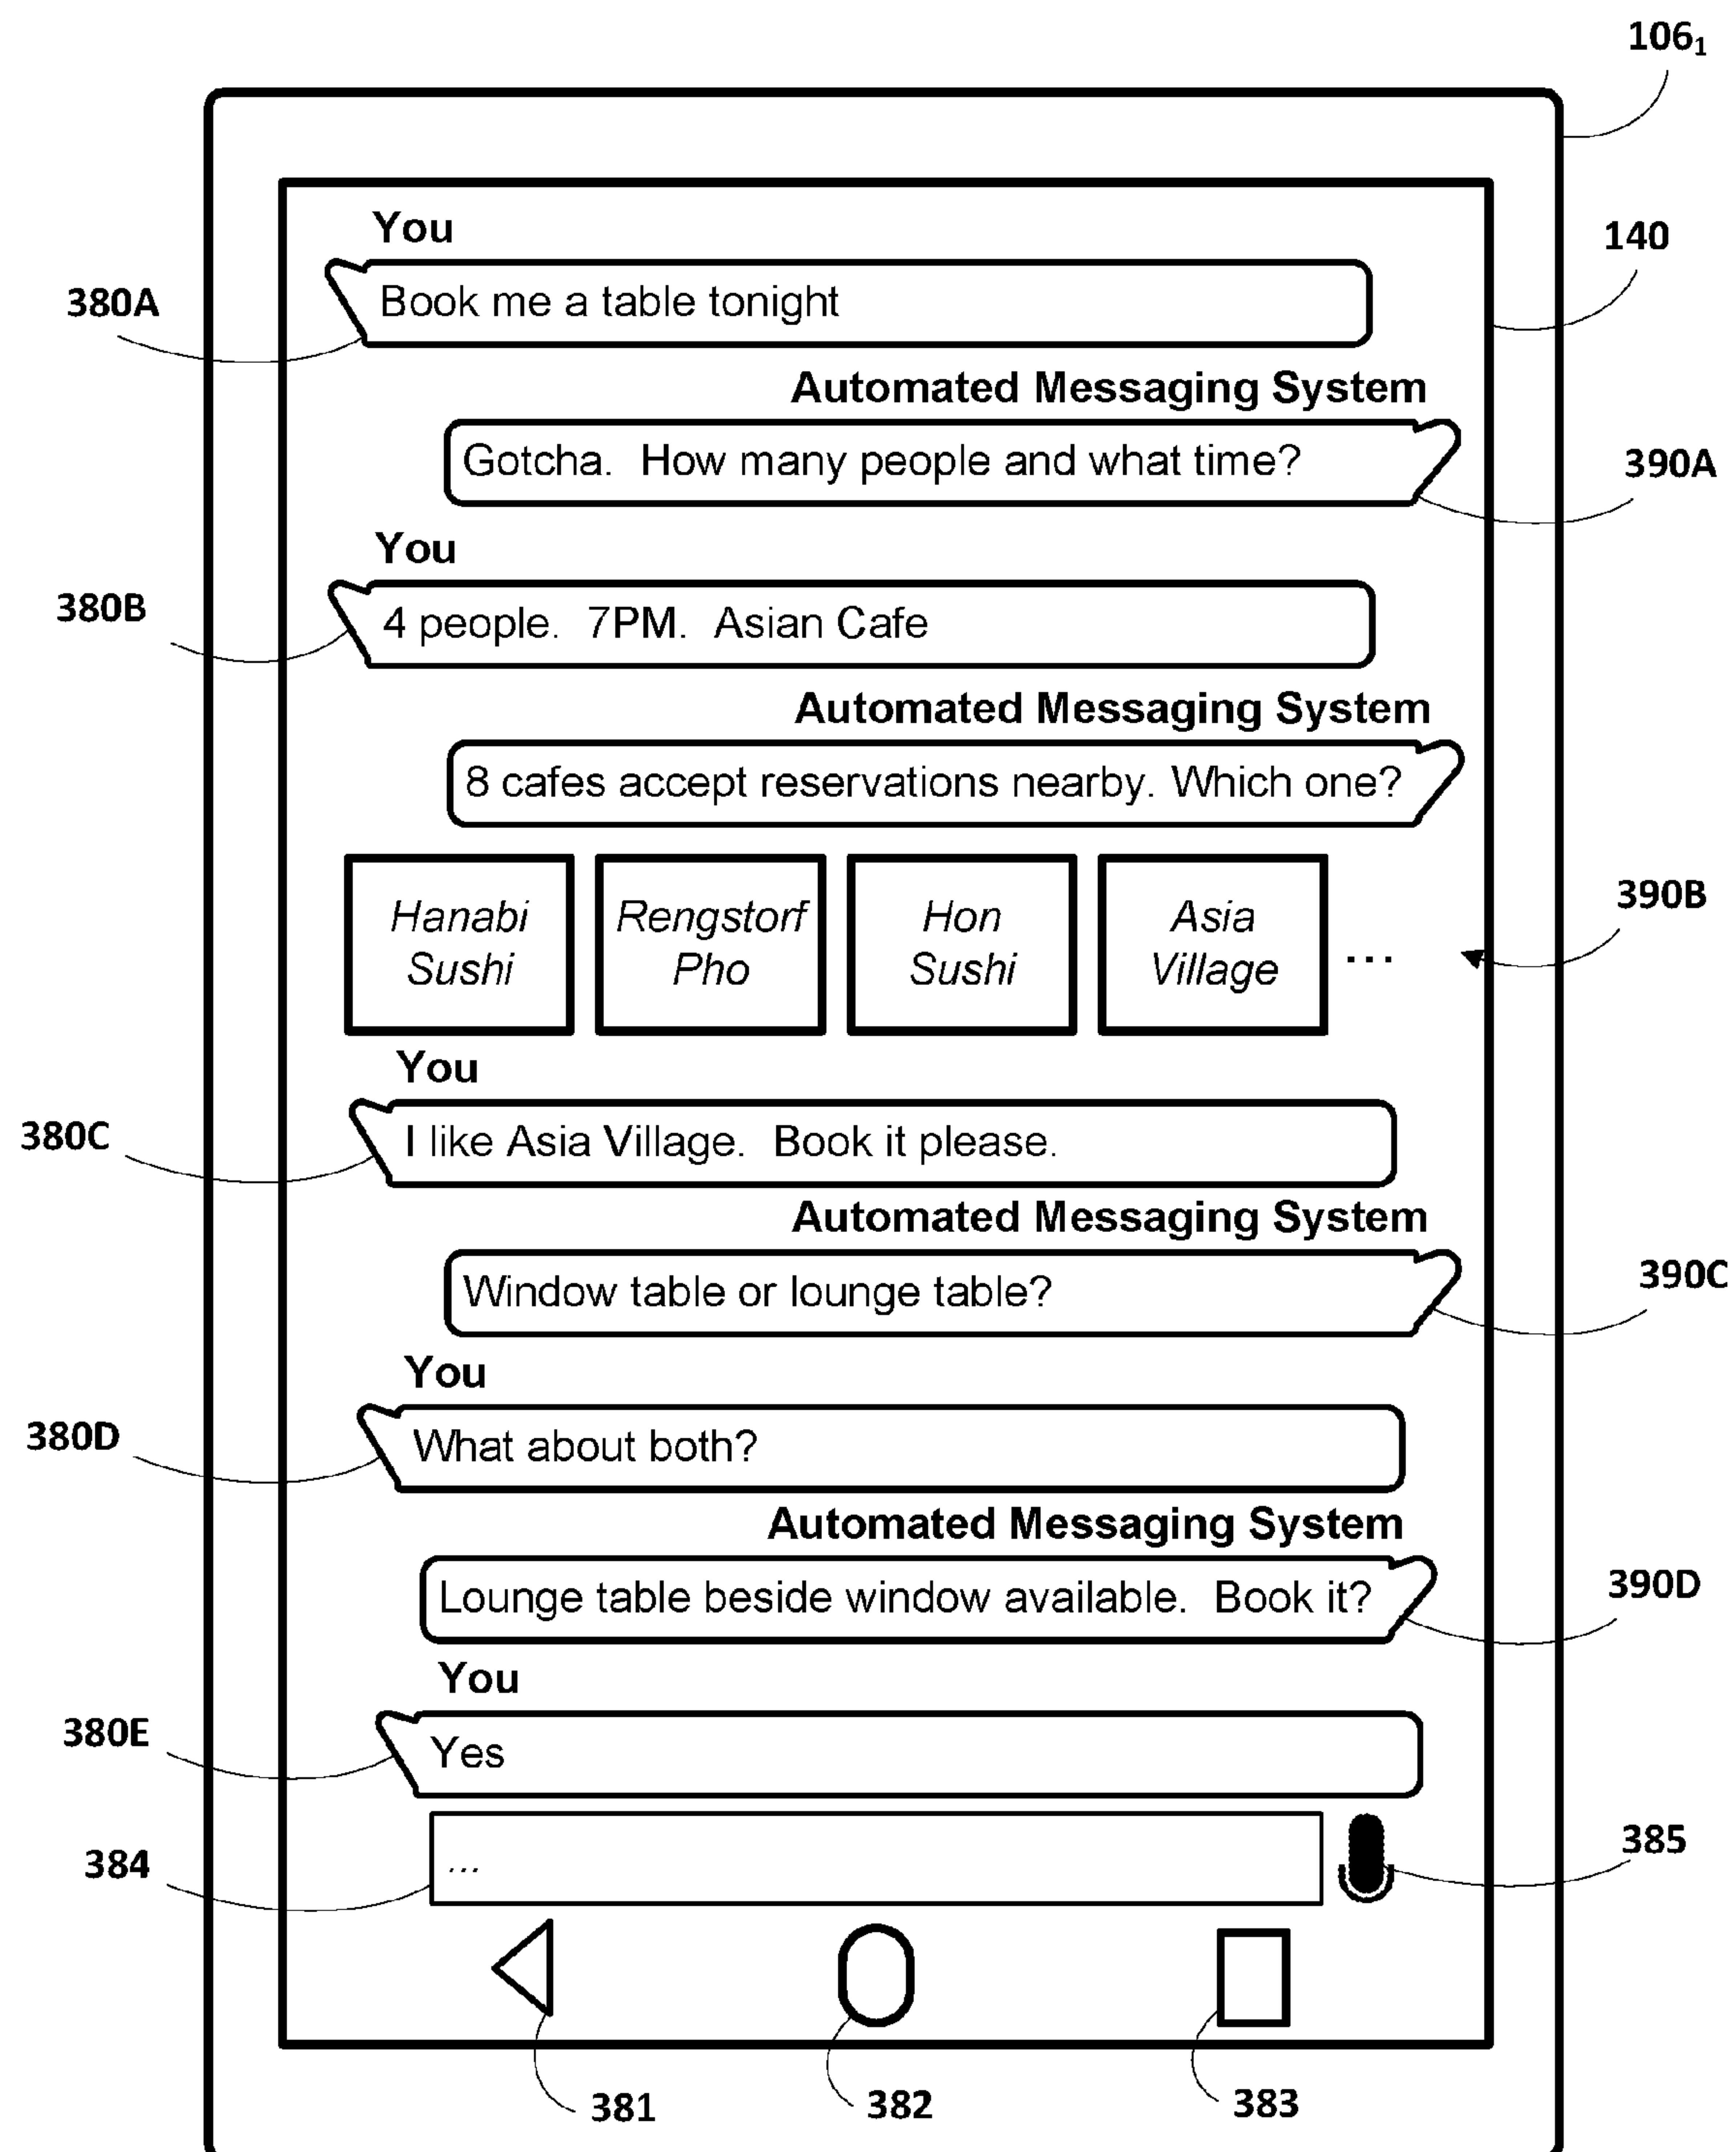 106₁
You
140
380A
Book me a table tonight
Automated Messaging System
Gotcha. How many people and what time?
390A
You
380B
4 people. 7PM. Asian Cafe
Automated Messaging System
8 cafes accept reservations nearby. Which one?
Hanabi Sushi
Rengstorf Pho
Hon Sushi
Asia Village
...
390B
You
380C
I like Asia Village. Book it please.
Automated Messaging System
Window table or lounge table?
390C
You
380D
What about both?
Automated Messaging System
Lounge table beside window available. Book it?
390D
You
380E
Yes
384
...
385
381
382
383